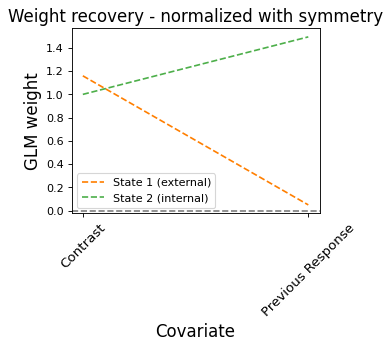 Weight recovery - normalized with symmetry
GLM weight
1.4
1.2
1.0
0.8
0.6
0.4
0.2
0.0
State 1 (external)
State 2 (internal)
Contrast
Previous Response
Covariate